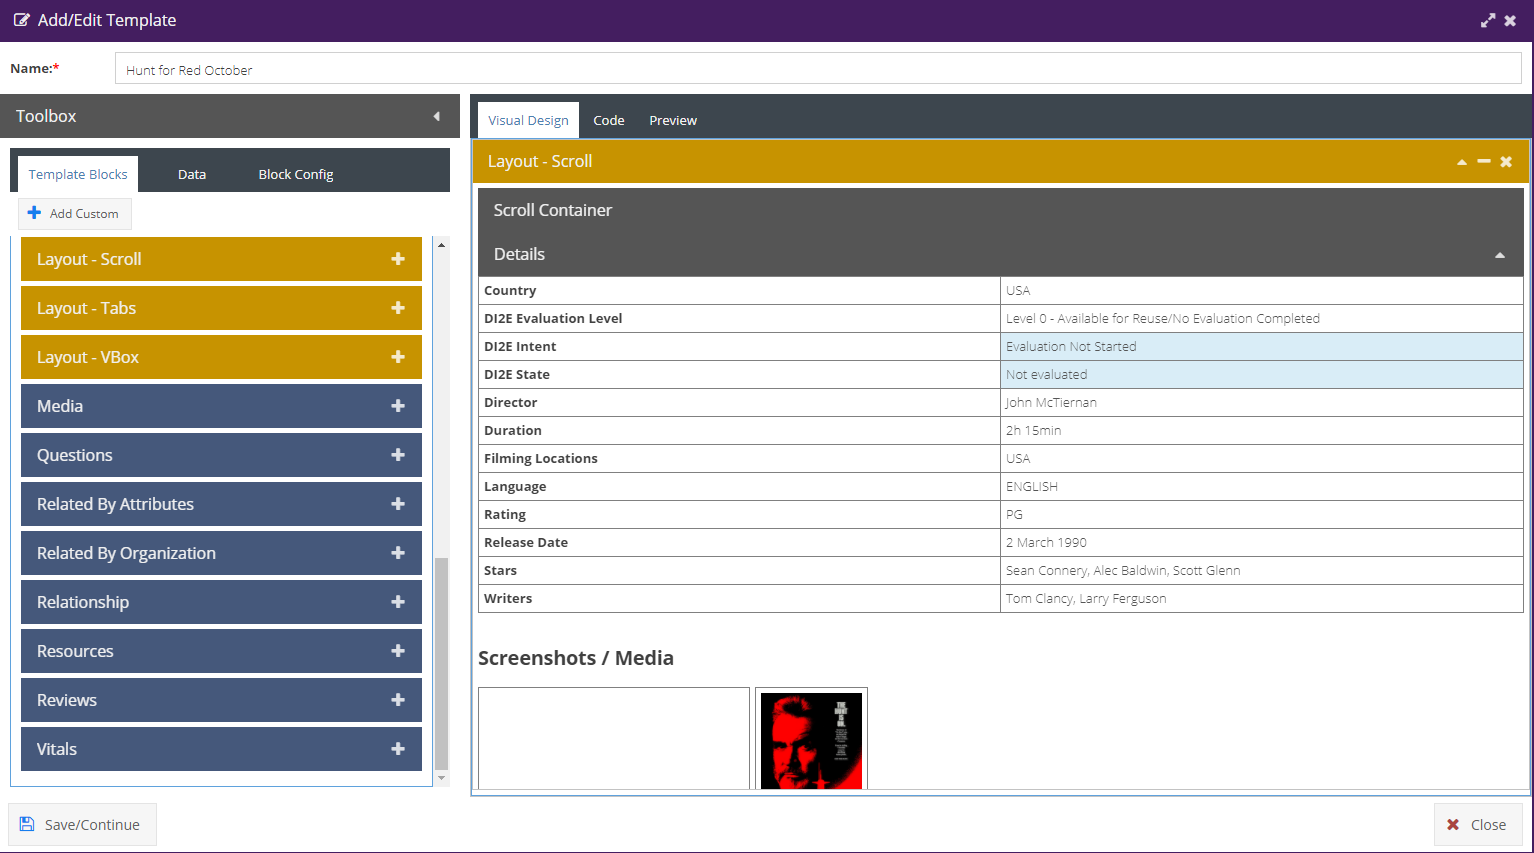 Add/Edit Template
Name:*
Hunt for Red October
Toolbox
Template Blocks
Data
Block Config
Add Custom
Layout - Scroll
Layout - Tabs
Layout - VBox
Media
Questions
Related By Attributes
Related By Organization
Relationship
Resources
Reviews
Vitals
Visual Design
Code
Preview
Layout - Scroll
Scroll Container
Details
Country USA
DI2E Evaluation Level Level 0 - Available for Reuse/No Evaluation Completed
DI2E Intent Evaluation Not Started
DI2E State Not evaluated
Director John McTiernan
Duration 2h 15min
Filming Locations USA
Language ENGLISH
Rating PG
Release Date 2 March 1990
Stars Sean Connery, Alec Baldwin, Scott Glenn
Writers Tom Clancy, Larry Ferguson
Screenshots / Media
THE
HUNT
IS
ON.
Save/Continue
Close